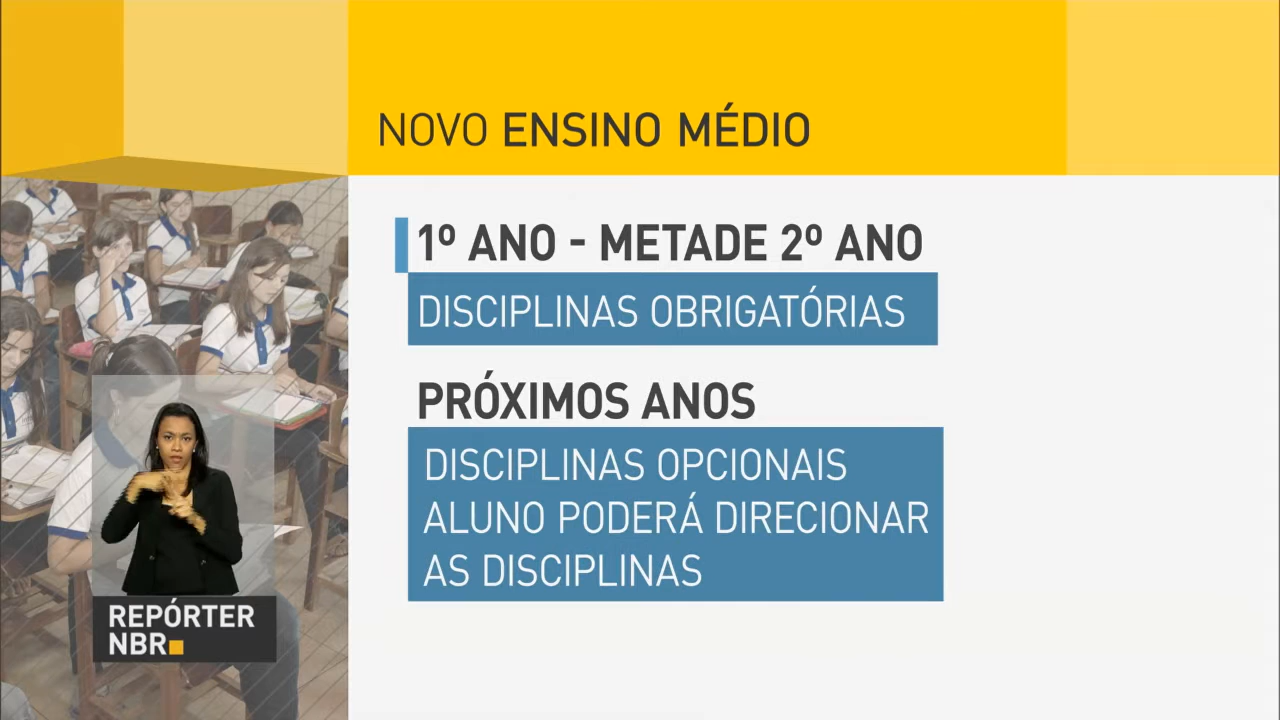 NOVO ENSINO MÉDIO
1º ANO - METADE 2º ANO
DISCIPLINAS OBRIGATÓRIAS
PRÓXIMOS ANOS
DISCIPLINAS OPCIONAIS
ALUNO PODERÁ DIRECIONAR
AS DISCIPLINAS
REPÓRTER
NBR